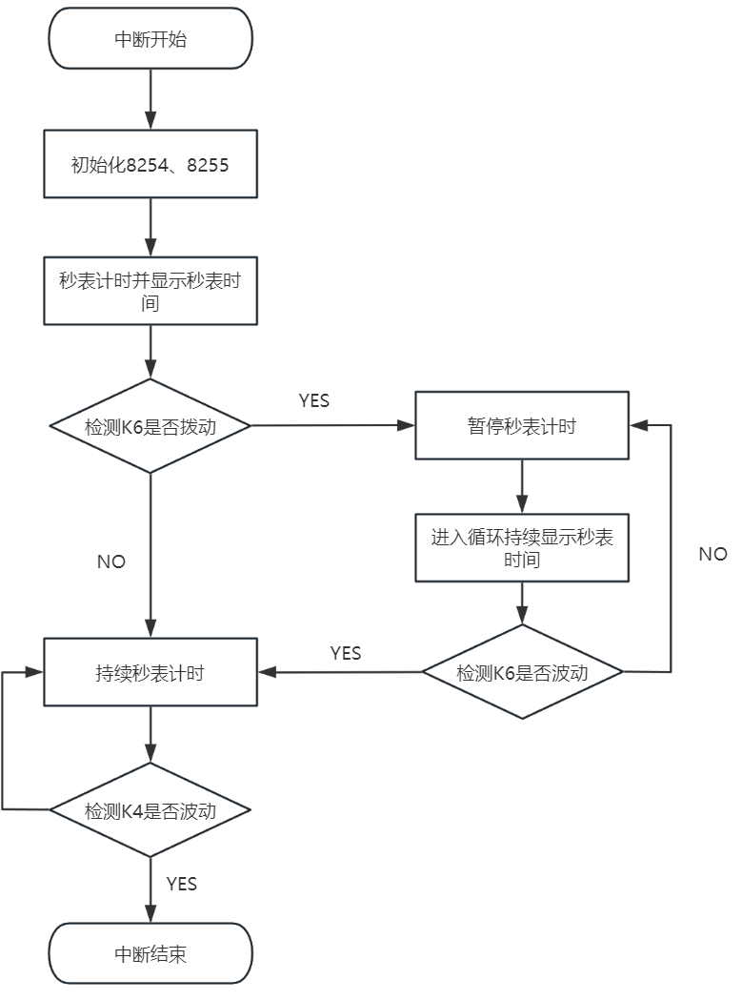 中断开始
初始化8254、8255
秒表计时并显示秒表时
间
检测K6是否拨动
YES
暂停秒表计时
进入循环持续显示秒表
时间
NO
NO
检测K6是否波动
YES
持续秒表计时
检测K4是否波动
YES
中断结束